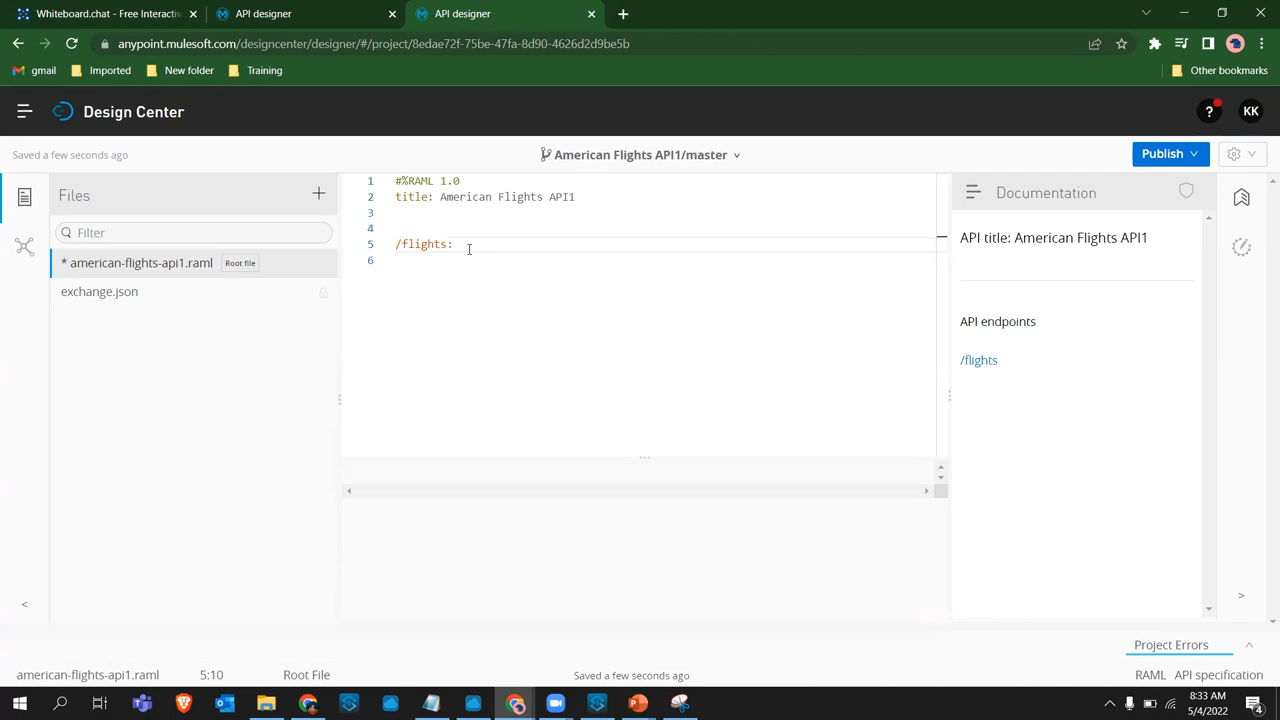 Whiteboard.chat - Free Interactiv
API designer
API designer
anypoint.mulesoft.com/designcenter/designer/#/project/8edae72f-75be-47fa-8d90-4626d2d9be5b
gmail
Imported
New folder
Training
Other bookmarks
Design Center
?
KK
Saved a few seconds ago
American Flights API1/master
Publish
Files
Filter
* american-flights-api1.raml
Root file
exchange.json
1 #%RAML 1.0
2 title: American Flights API1
3
4
5 /flights:
6
Documentation
API title: American Flights API1
API endpoints
/flights
Project Errors
american-flights-api1.raml
5:10
Root File
Saved a few seconds ago
RAML
API specification
8:33 AM
5/4/2022
4